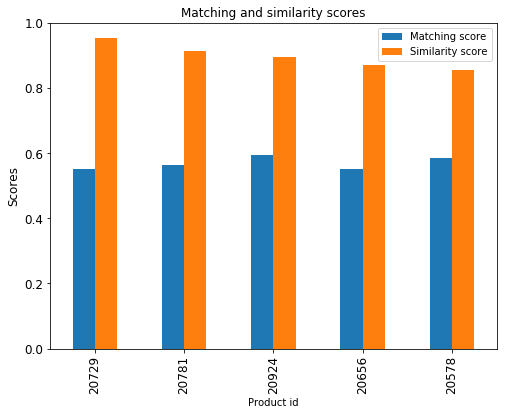 Matching and similarity scores
Matching score
Similarity score
1.0
0.8
0.6
0.4
0.2
0.0
Scores
20729
20781
20924
20656
20578
Product id